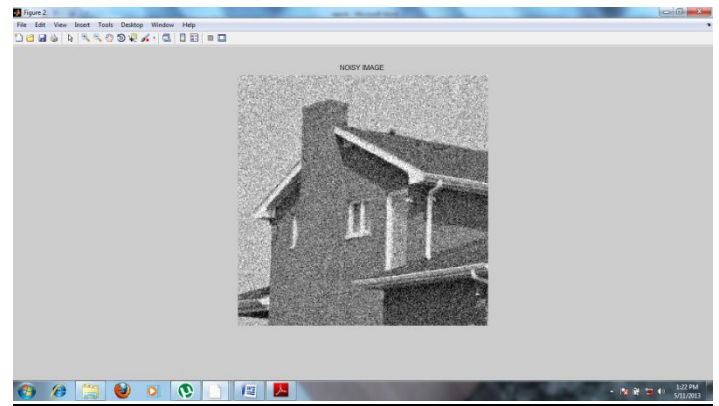 Figure 2
File Edit View Insert Tools Desktop Window Help
NOISY IMAGE
1:22 PM
5/11/2013